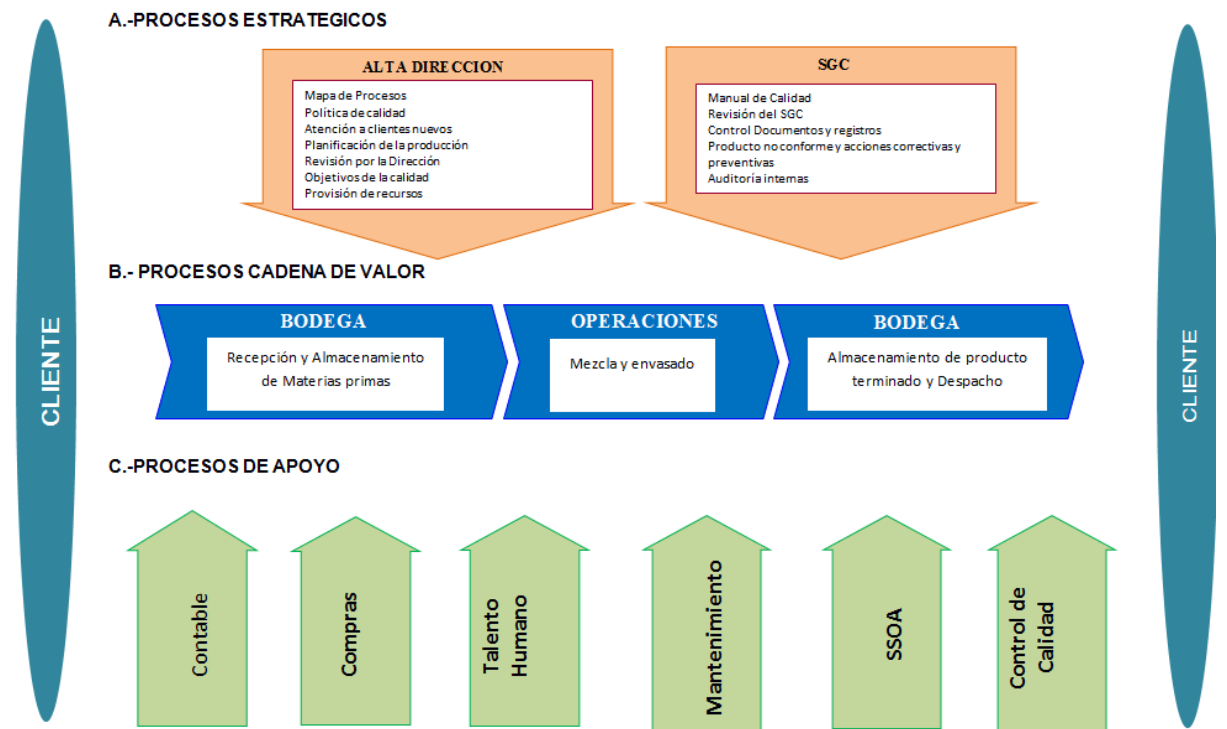 A.-PROCESOS ESTRATEGICOS
ALTA DIRECCION
Mapa de Procesos
Política de calidad
Atención a clientes nuevos
Planificación de la producción
Revisión por la Dirección
Objetivos de la calidad
Provisión de recursos
SGC
Manual de Calidad
Revisión del SGC
Control Documentos y registros
Producto no conforme y acciones correctivas y
preventivas
Auditoría internas
CLIENTE
B.- PROCESOS CADENA DE VALOR
BODEGA
Recepción y Almacenamiento
de Materias primas
OPERACIONES
Mezcla y envasado
BODEGA
Almacenamiento de producto
terminado y Despacho
CLIENTE
C.-PROCESOS DE APOYO
Contable
Compras
Talento
Humano
Mantenimiento
SSOA
Control de
Calidad